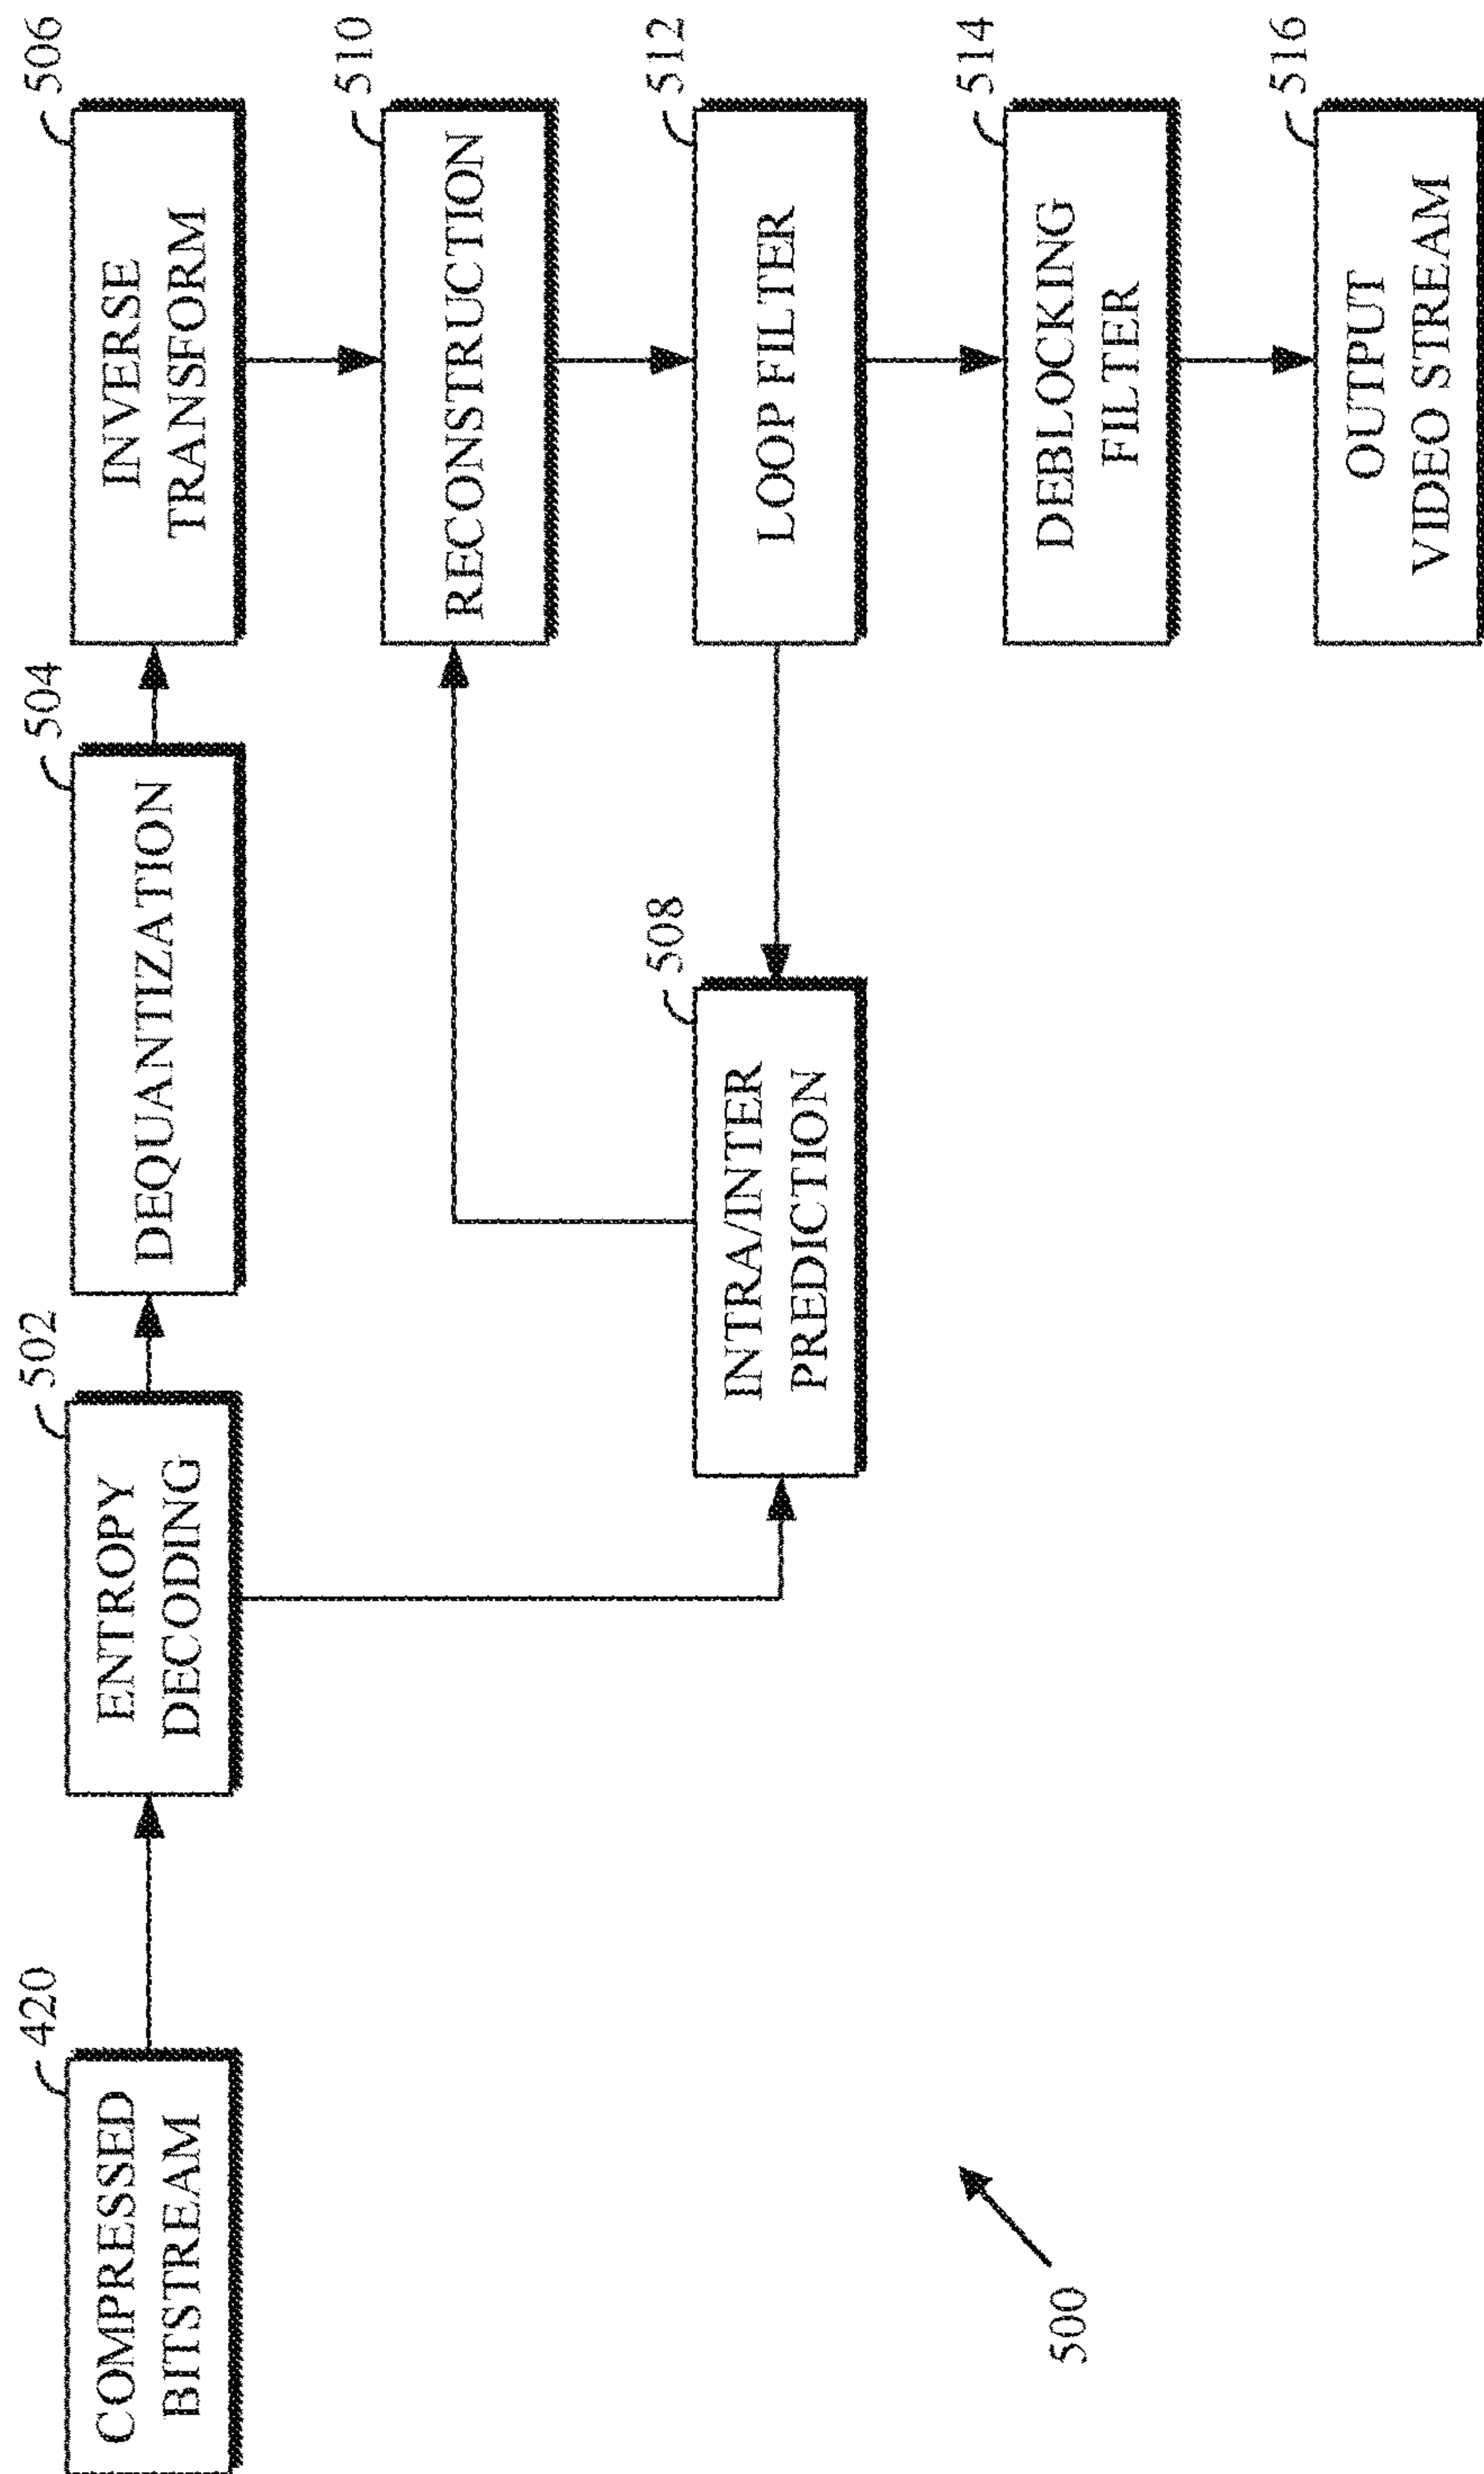 420
COMPRESSED
BITSTREAM
502
ENTROPY
DECODING
504
DEQUANTIZATION
506
INVERSE
TRANSFORM
508
INTRA/INTER
PREDICTION
510
RECONSTRUCTION
512
LOOP FILTER
514
DEBLOCKING
FILTER
516
OUTPUT
VIDEO STREAM
500